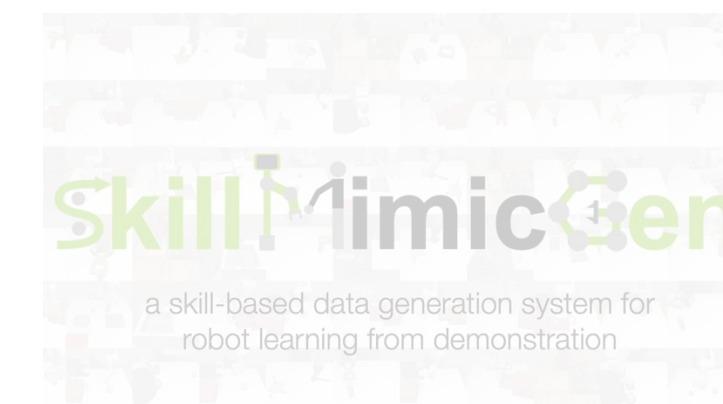 SkillMimicGen
a skill-based data generation system for
robot learning from demonstration